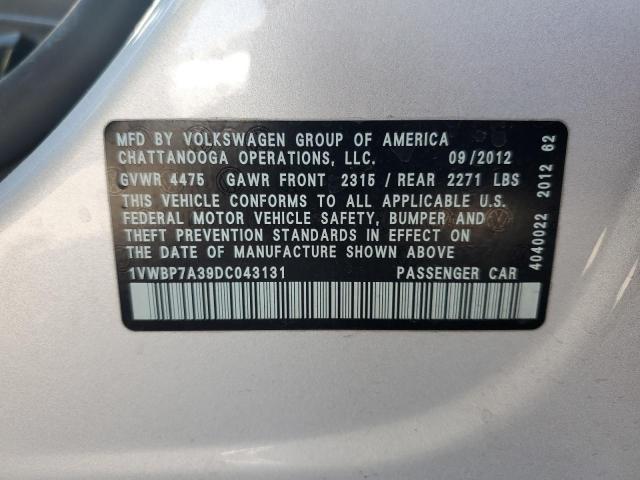 MFD BY VOLKSWAGEN GROUP OF AMERICA
CHATTANOOGA OPERATIONS, LLC. 09/2012
GVWR 4475 GAWR FRONT 2315 / REAR 2271 LBS
THIS VEHICLE CONFORMS TO ALL APPLICABLE U.S.
FEDERAL MOTOR VEHICLE SAFETY, BUMPER AND
THEFT PREVENTION STANDARDS IN EFFECT ON
THE DATE OF MANUFACTURE SHOWN ABOVE
1VWBP7A39DC043131 PASSENGER CAR
4040022 2012 62